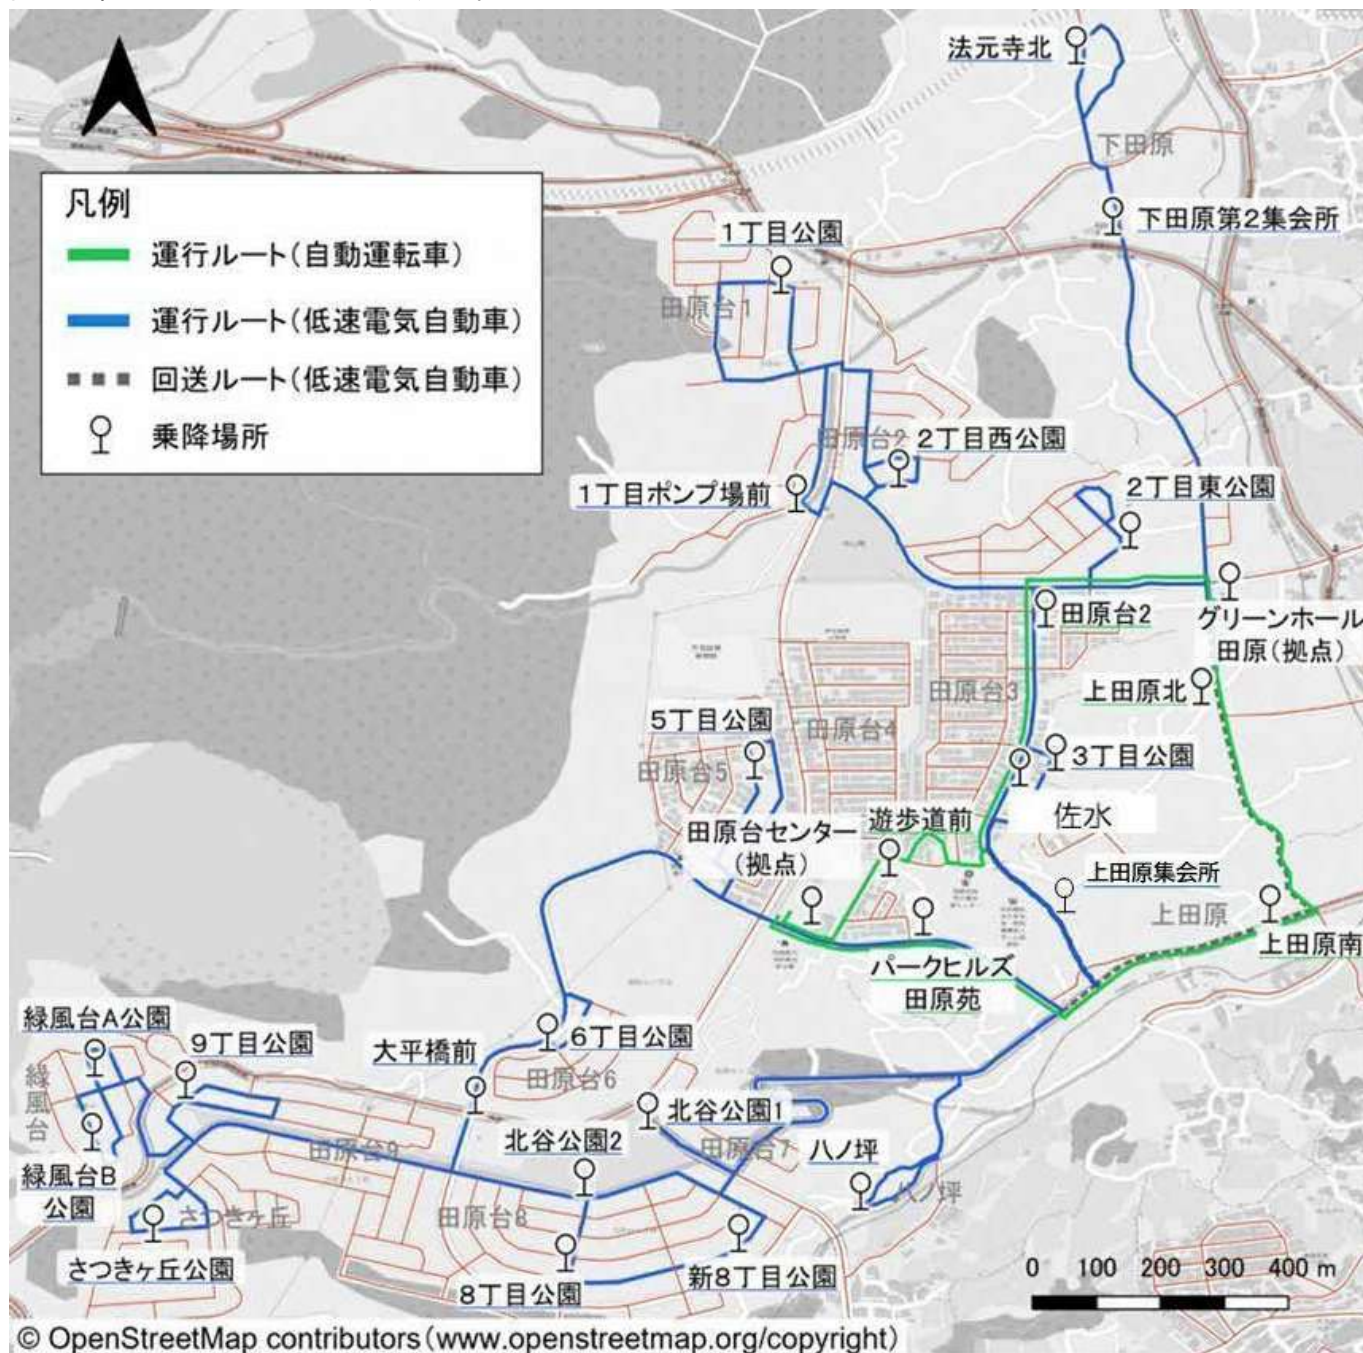 法元寺北
下田原
下田原第2集会所
凡例
運行ルート(自動運転車)
運行ルート(低速電気自動車)
回送ルート(低速電気自動車)
乗降場所
1丁目公園
田原台1
田原台2
2丁目西公園
1丁目ポンプ場前
2丁目東公園
田原台2
グリーンホール
田原(拠点)
上田原北
田原台3
田原台4
5丁目公園
田原台5
3丁目公園
佐水
遊歩道前
田原台センター
(拠点)
上田原集会所
上田原
上田原南
パークヒルズ
田原苑
緑風台A公園
9丁目公園
大平橋前
6丁目公園
田原台6
緑風台
北谷公園1
北谷公園2
田原台7
田原台9
八ノ坪
八ノ坪
緑風台B
公園
さつきヶ丘
田原台8
さつきヶ丘公園
8丁目公園
新8丁目公園
0 100 200 300 400 m
© OpenStreetMap contributors(www.openstreetmap.org/copyright)